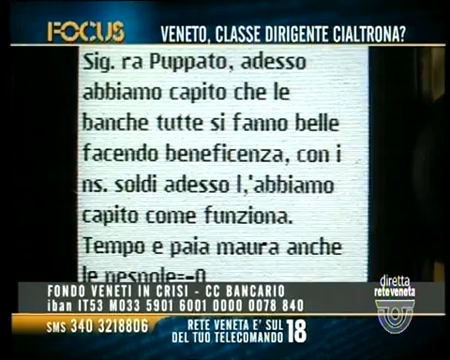 FOCUS
VENETO, CLASSE DIRIGENTE CIALTRONA?
Sig. ra Puppato, adesso
abbiamo capito che le
banche tutte si fanno belle
facendo beneficenza, con i
ns. soldi adesso l,'abbiamo
capito come funziona.
Tempo e paia maura anche
le nespole=-0
FONDO VENETI IN CRISI - CC BANCARIO
iban IT53 M033 5901 6001 0000 0078 840
diretta
reteveneta
SMS 340 3218806
RETE VENETA E' SUL
DEL TUO TELECOMANDO 18